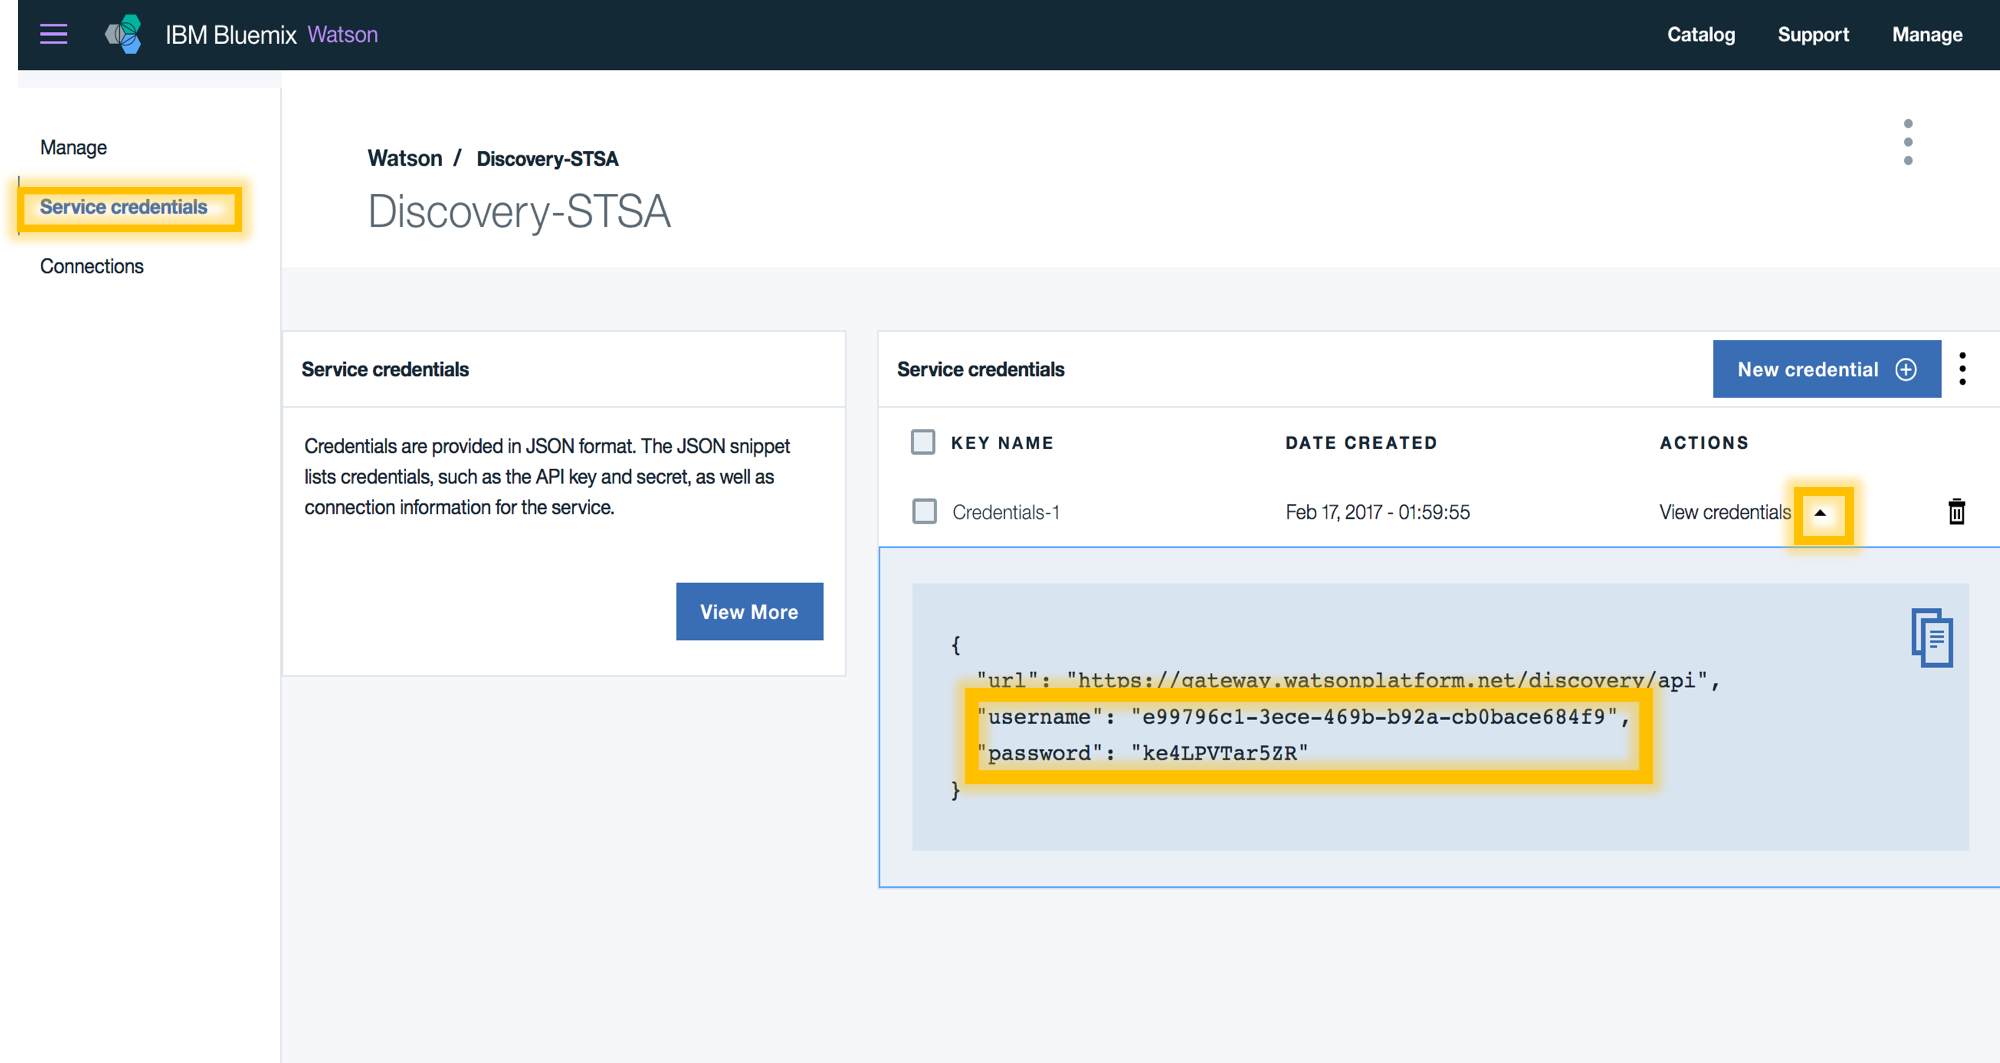 IBM Bluemix Watson
Catalog Support Manage
Manage
Service credentials
Connections
Watson / Discovery-STSA
Discovery-STSA
Service credentials
Credentials are provided in JSON format. The JSON snippet
lists credentials, such as the API key and secret, as well as
connection information for the service.
View More
Service credentials
New credential
KEY NAME DATE CREATED ACTIONS
Credentials-1 Feb 17, 2017 - 01:59:55 View credentials
{
"url": "https://gateway.watsonplatform.net/discovery/api",
"username": "e99796c1-3ece-469b-b92a-cb0bace684f9",
"password": "ke4LPVTar5ZR"
}